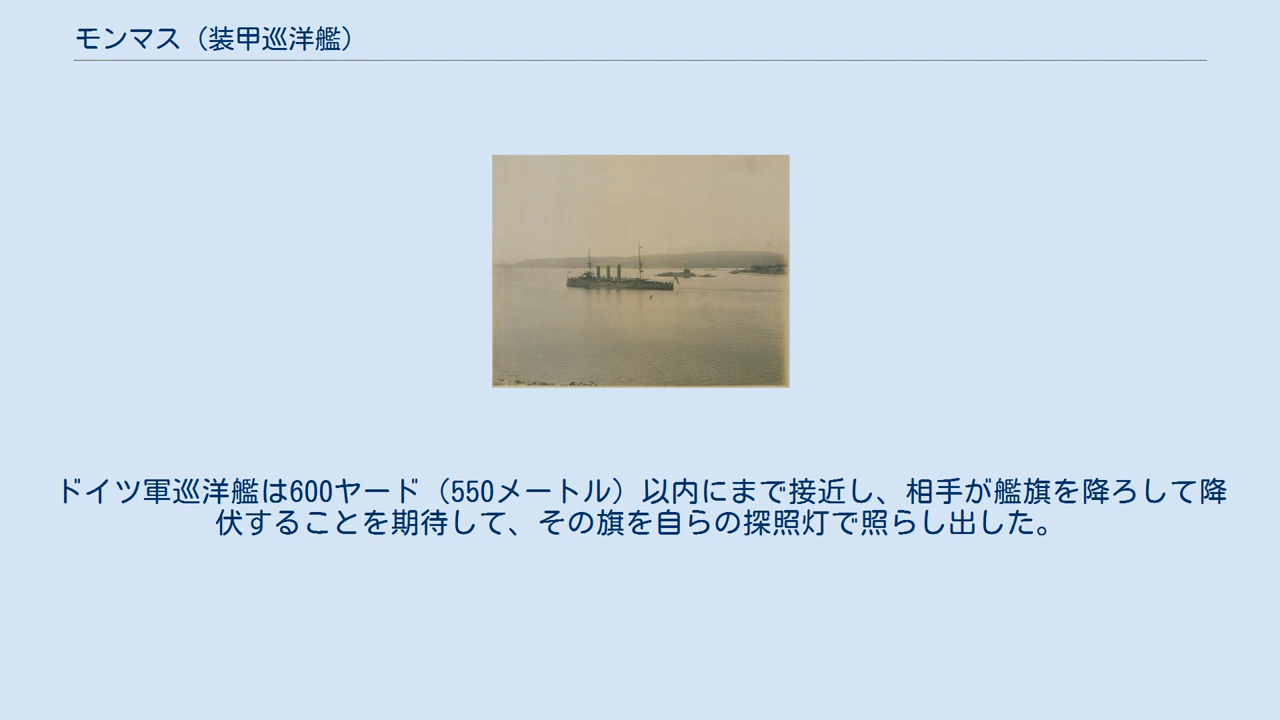 モンマス（装甲巡洋艦）
ドイツ軍巡洋艦は600ヤード（550メートル）以内にまで接近し、相手が艦旗を降ろして降
伏することを期待して、その旗を自らの探照灯で照らし出した。